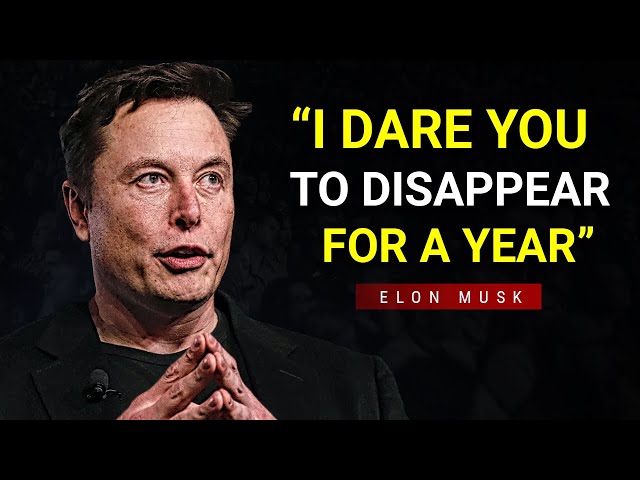 “I DARE YOU
TO DISAPPEAR
FOR A YEAR”
ELON MUSK